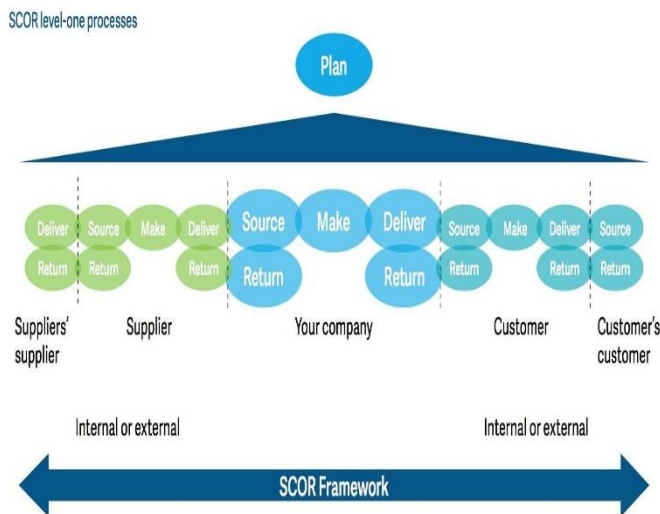 SCOR level-one processes
Plan
Deliver Source Make Deliver Source Make Deliver Source Make Deliver Source
Return Return Return Return Return Return Return Return
Suppliers' supplier
Supplier
Your company
Customer
Customer's customer
Internal or external
Internal or external
SCOR Framework